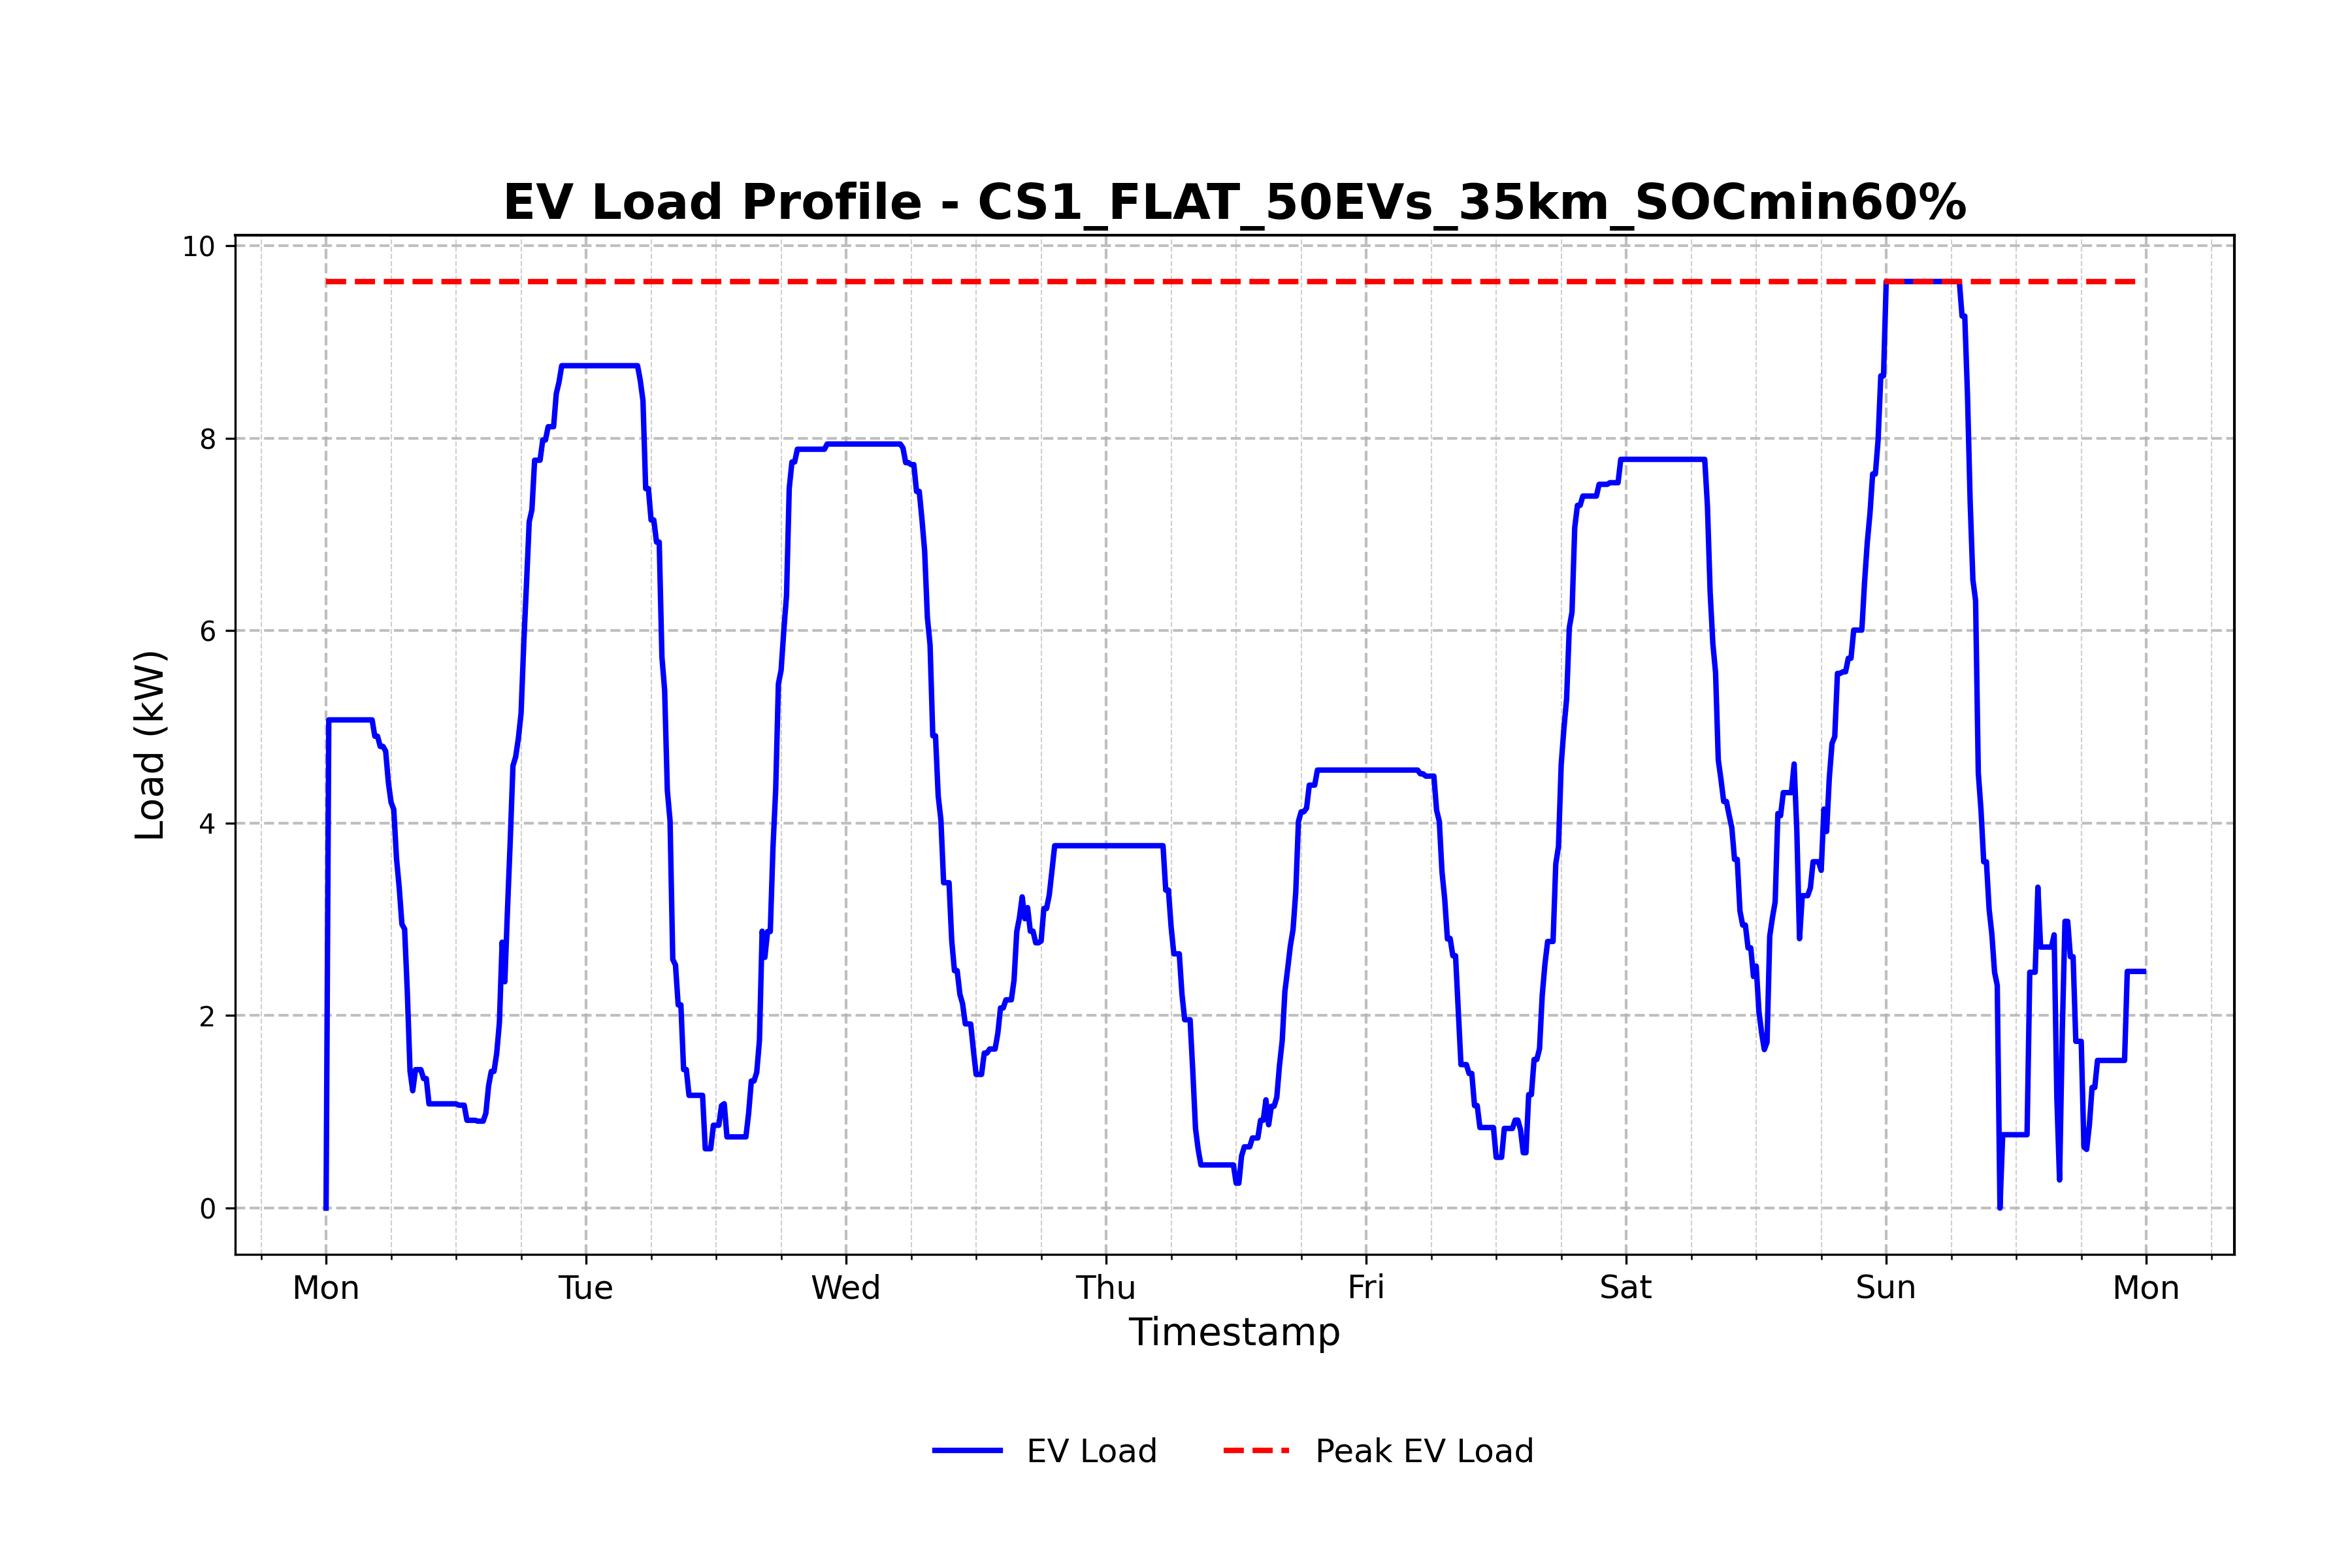 EV Load Profile - CS1_FLAT_50EVs_35km_SOCmin60%
10
8
6
4
2
0
Load (kW)
Mon Tue Wed Thu Fri Sat Sun Mon
Timestamp
EV Load Peak EV Load